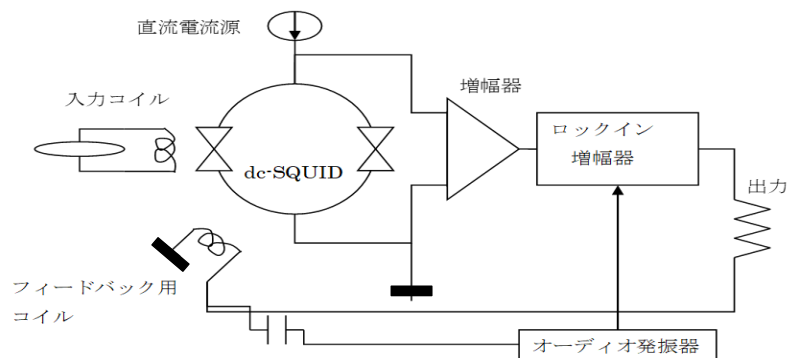 直流電流源
入力コイル
増幅器
ロックイン
増幅器
dc-SQUID
出力
フィードバック用
コイル
オーディオ発振器